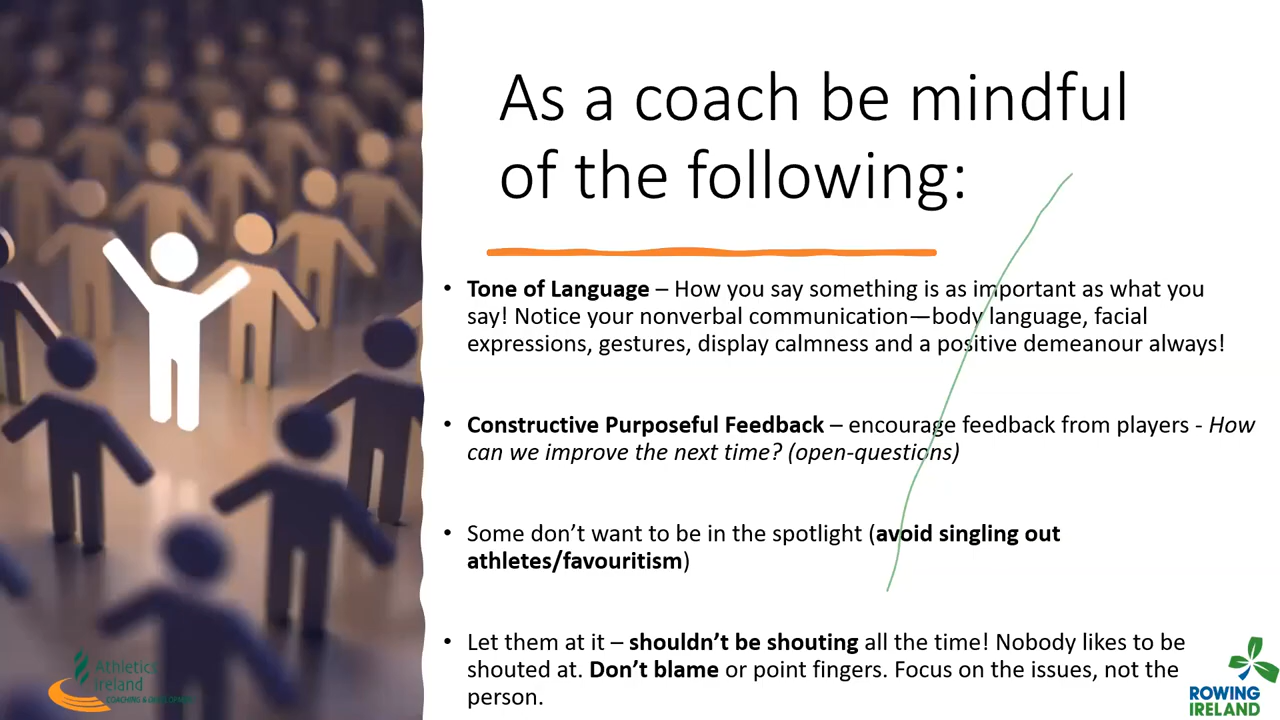 As a coach be mindful
of the following:
• Tone of Language – How you say something is as important as what you
say! Notice your nonverbal communication—body language, facial
expressions, gestures, display calmness and a positive demeanour always!
• Constructive Purposeful Feedback – encourage feedback from players - How
can we improve the next time? (open-questions)
• Some don’t want to be in the spotlight (avoid singling out
athletes/favouritism)
• Let them at it – shouldn’t be shouting all the time! Nobody likes to be
shouted at. Don’t blame or point fingers. Focus on the issues, not the
person.
Athletics
Ireland
COACHING & DEVELOPMENT
ROWING
IRELAND